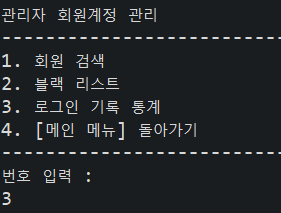 관리자 회원계정 관리
----------------------------
1. 회원 검색
2. 블랙 리스트
3. 로그인 기록 통계
4. [메인 메뉴] 돌아가기
----------------------------
번호 입력 :
3